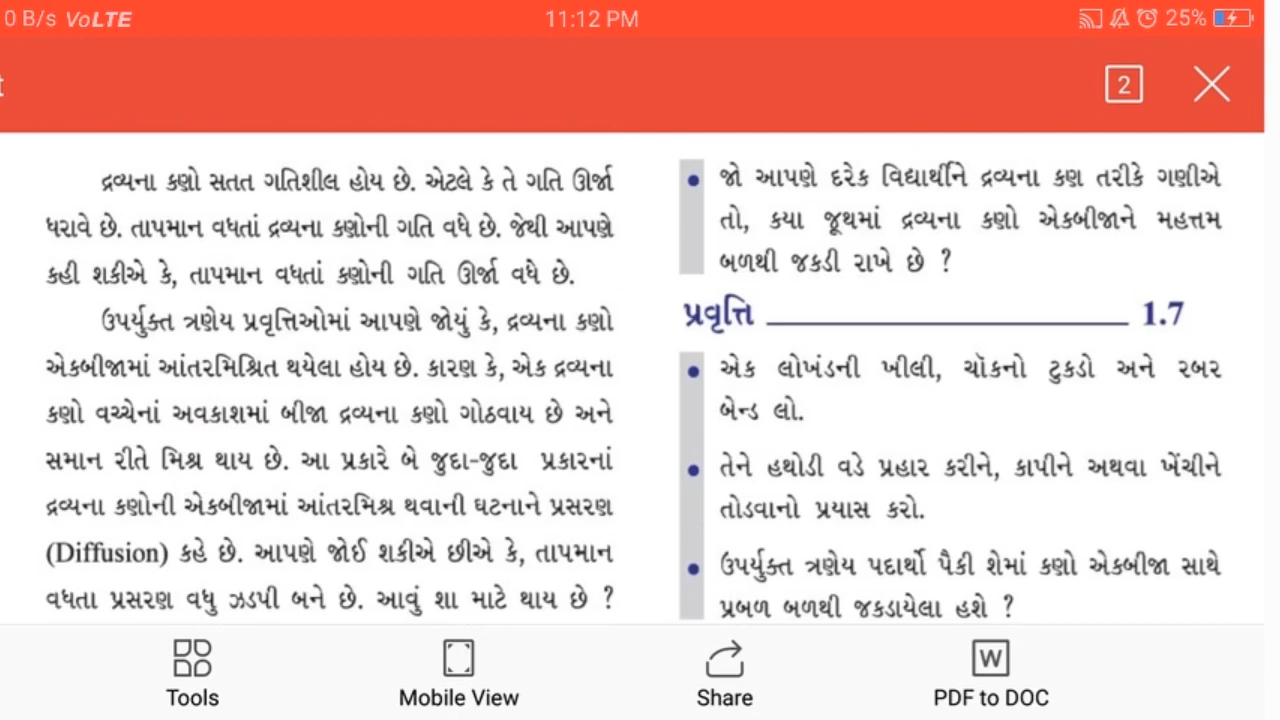 0 B/s VoLTE 11:12 PM 25%
2
દ્રવ્યના કણો સતત ગતિશીલ હોય છે. એટલે કે તે ગતિ ઊર્જા
ધરાવે છે. તાપમાન વધતાં દ્રવ્યના કણોની ગતિ વધે છે. જેથી આપણે
કહી શકીએ કે, તાપમાન વધતાં કણોની ગતિ ઊર્જા વધે છે.
ઉપર્યુક્ત ત્રણેય પ્રવૃત્તિઓમાં આપણે જોયું કે, દ્રવ્યના કણો
એકબીજામાં આંતરમિશ્રિત થયેલા હોય છે. કારણ કે, એક દ્રવ્યના
કણો વચ્ચેનાં અવકાશમાં બીજા દ્રવ્યના કણો ગોઠવાય છે અને
સમાન રીતે મિશ્ર થાય છે. આ પ્રકારે બે જુદા-જુદા પ્રકારનાં
દ્રવ્યના કણોની એકબીજામાં આંતરમિશ્ર થવાની ઘટનાને પ્રસરણ
(Diffusion) કહે છે. આપણે જોઈ શકીએ છીએ કે, તાપમાન
વધતા પ્રસરણ વધુ ઝડપી બને છે. આવું શા માટે થાય છે ?
• જો આપણે દરેક વિદ્યાર્થીને દ્રવ્યના કણ તરીકે ગણીએ
તો, કયા જૂથમાં દ્રવ્યના કણો એકબીજાને મહત્તમ
બળથી જકડી રાખે છે ?
પ્રવૃત્તિ 1.7
• એક લોખંડની ખીલી, ચૉકનો ટુકડો અને રબર
બેન્ડ લો.
• તેને હથોડી વડે પ્રહાર કરીને, કાપીને અથવા ખેંચીને
તોડવાનો પ્રયાસ કરો.
• ઉપર્યુક્ત ત્રણેય પદાર્થો પૈકી શેમાં કણો એકબીજા સાથે
પ્રબળ બળથી જકડાયેલા હશે ?
Tools Mobile View Share PDF to DOC